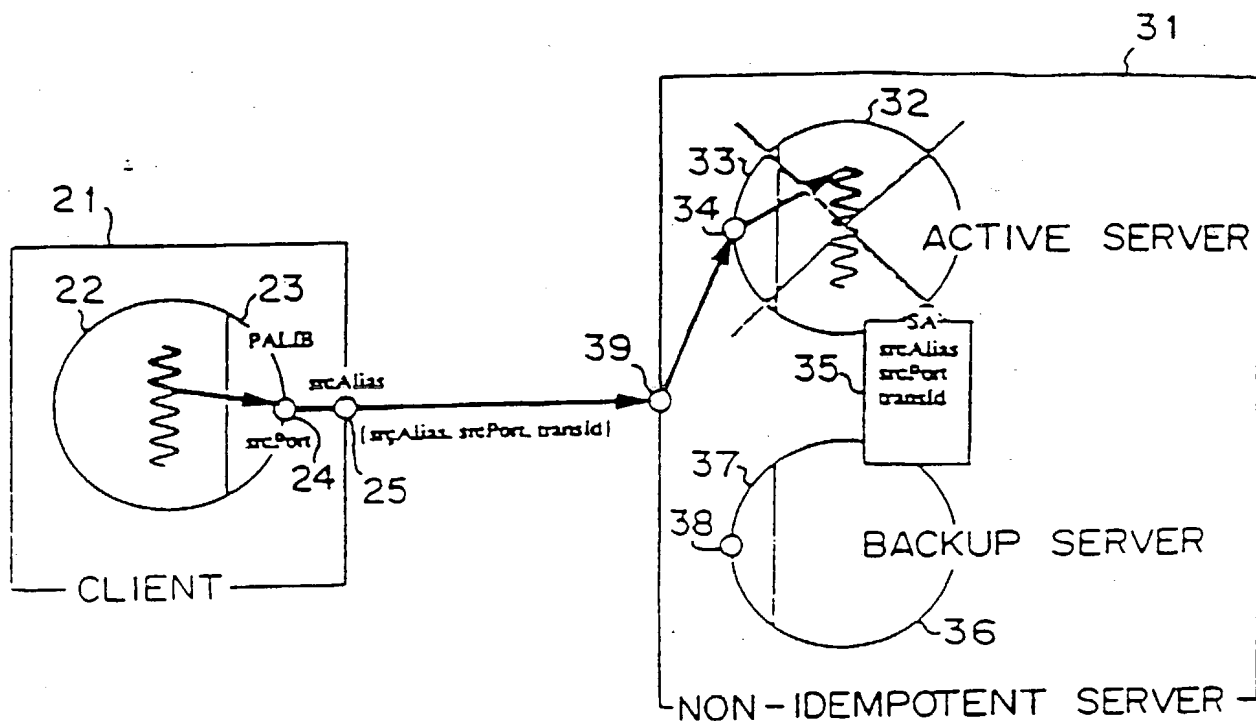 31
32
33
21
34
ACTIVE SERVER
22
23
PALIB
SA
39
srcAlias
35
srcAlias
srcPort
transId
srcPort
(srcAlias, srcPort, transId)
24
25
37
38
BACKUP SERVER
CLIENT
36
NON-IDEMPOTENT SERVER